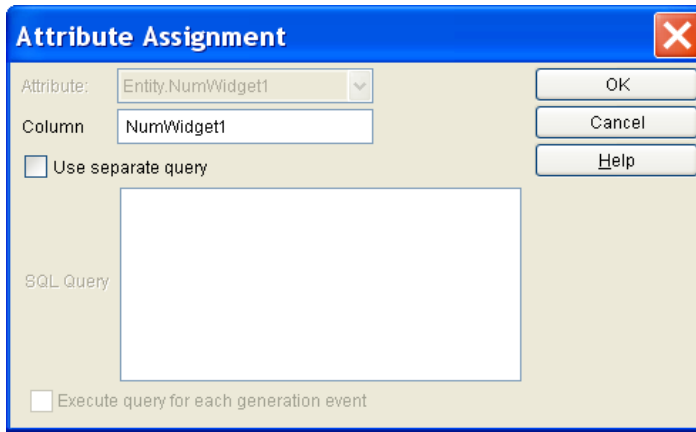 Attribute Assignment
Attribute: Entity.NumWidget1
OK
Column NumWidget1
Cancel
Use separate query
Help
SQL Query
Execute query for each generation event